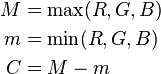 M = max(R, G, B)
m = min(R, G, B)
C = M − m